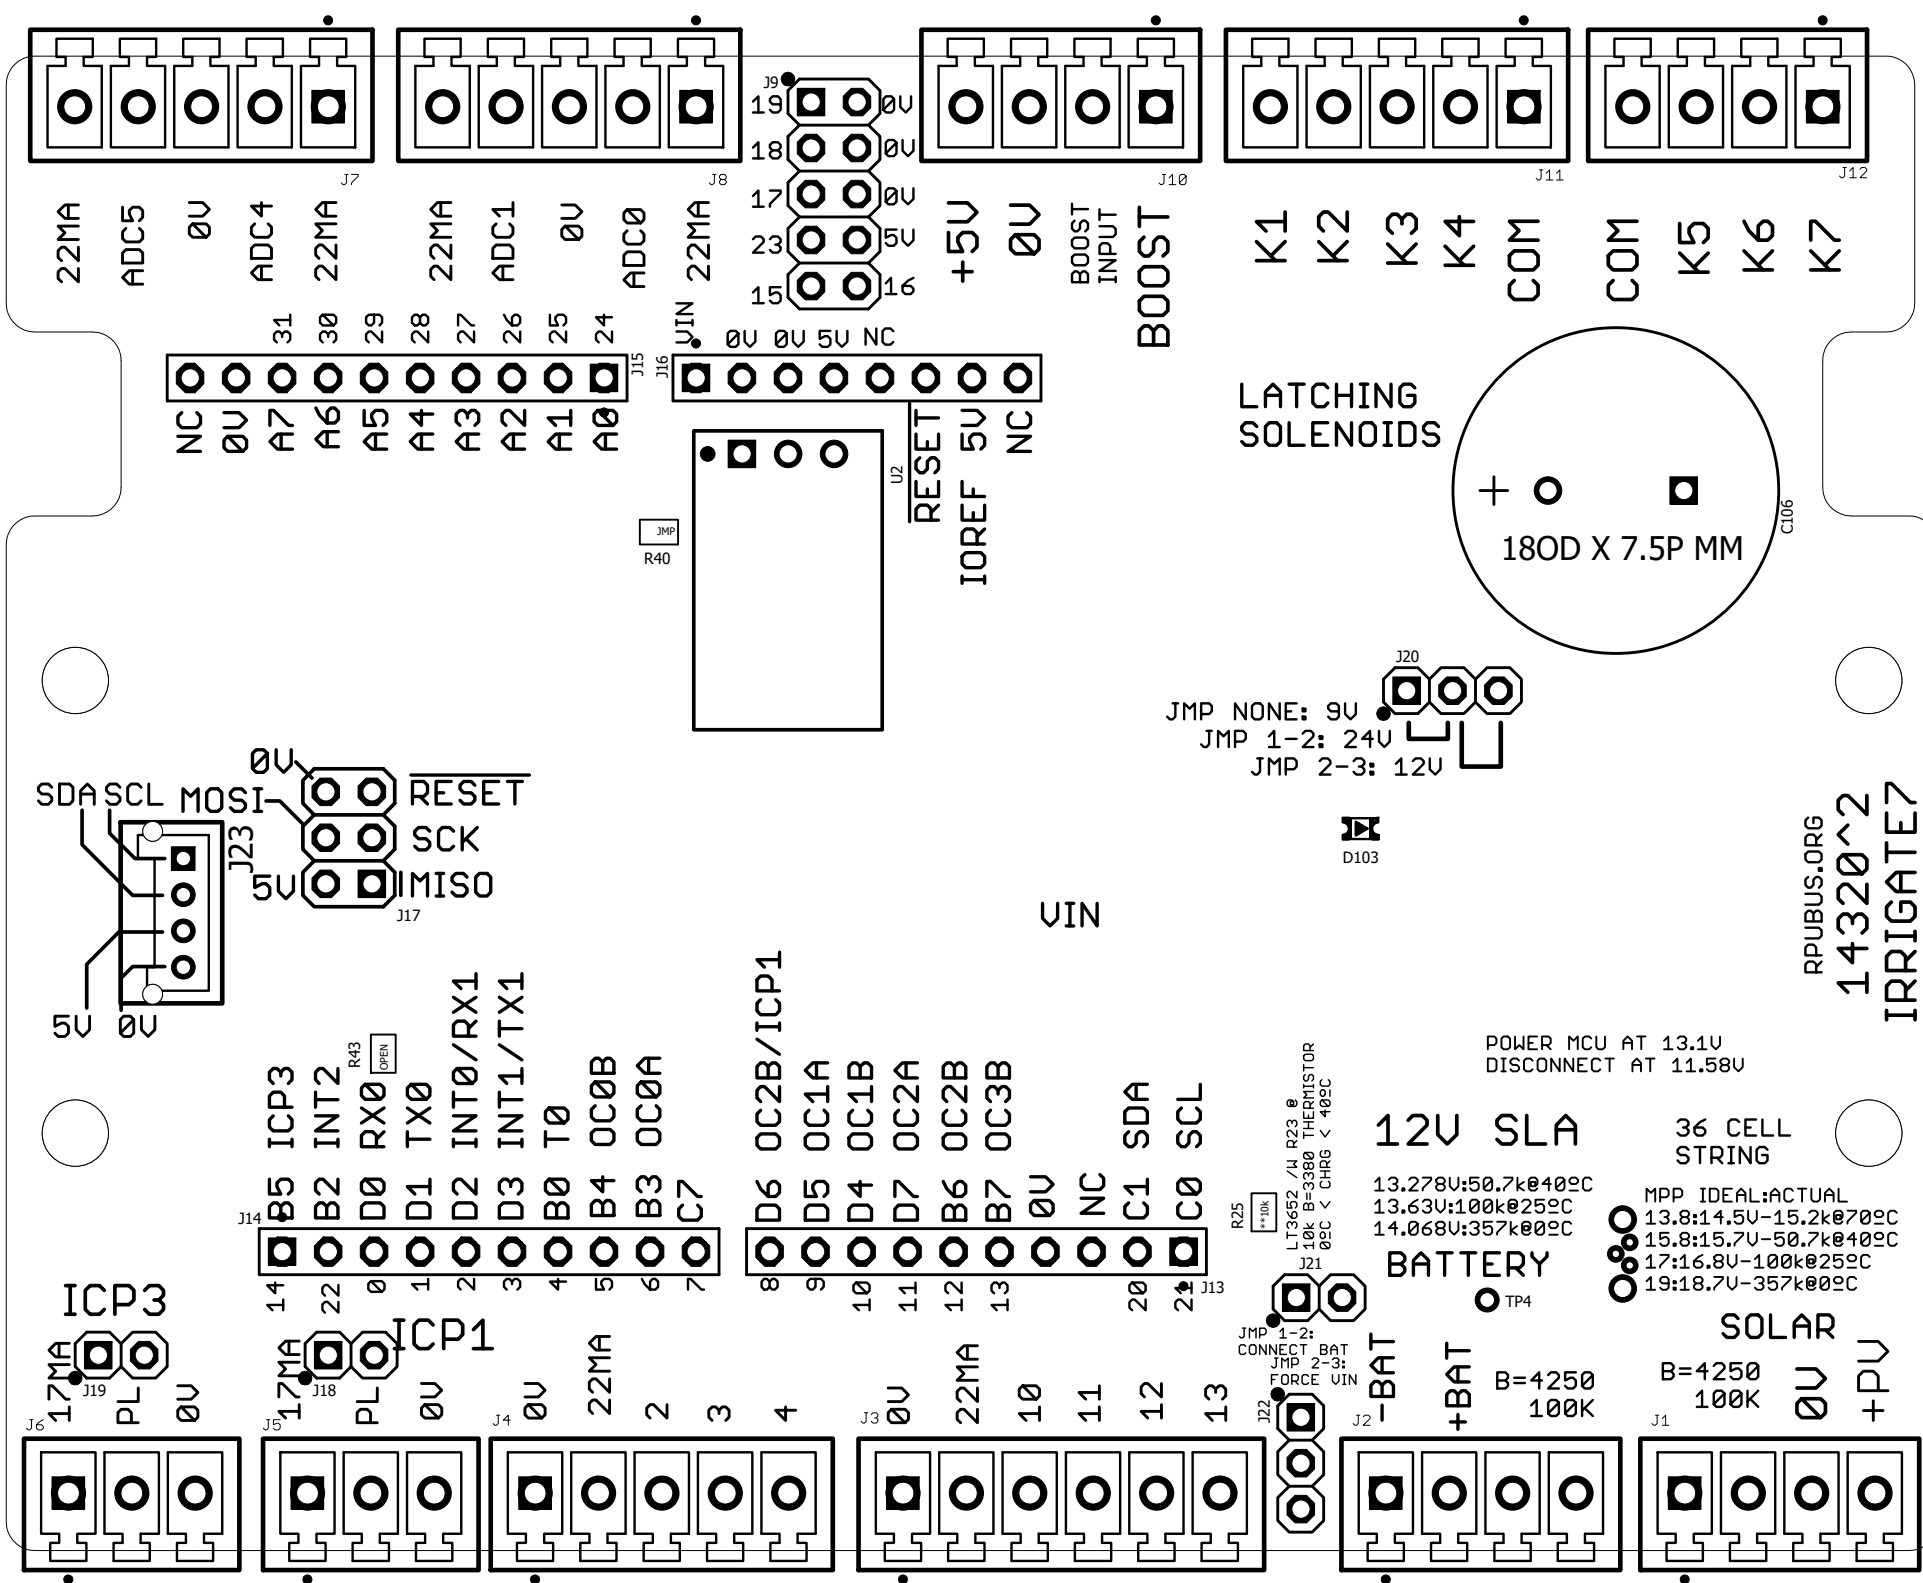 J7
J8
J9
J10
J11
J12
19 0V
18 0V
17 0V
23 5V
15 16
22MA
ADC5
0V
ADC4
22MA
22MA
ADC1
0V
ADC0
22MA
+5V
0V
BOOST
INPUT
BOOST
K1
K2
K3
K4
COM
COM
K5
K6
K7
31
30
29
28
27
26
25
24
J15
J16
VIN
0V 0V 5V NC
NC
0V
A7
A6
A5
A4
A3
A2
A1
A0
RESET
IOREF
5V
NC
U2
JMP
R40
LATCHING
SOLENOIDS
+
18OD X 7.5P MM
C106
J20
JMP NONE: 9V
JMP 1-2: 24V
JMP 2-3: 12V
D103
0V RESET
MOSI SCK
5V MISO
J17
SDA SCL
J23
5V 0V
VIN
RPUBUS.ORG
14320^2
IRRIGATE7
R43
OPEN
ICP3
INT2
RX0
TX0
INT0/RX1
INT1/TX1
T0
OC0B
OC0A
OC2B/ICP1
OC1A
OC1B
OC2A
OC2B
OC3B
SDA
SCL
J14
B5
B2
D0
D1
D2
D3
B0
B4
B3
C7
D6
D5
D4
D7
B6
B7
0V
NC
C1
C0
14
22
0
1
2
3
4
5
6
7
8
9
10
11
12
13
20
21
J13
R25
**10k
LT3652 /W R23 @
10k B=3380 THERMISTOR
0ºC < CHRG < 40ºC
POWER MCU AT 13.1V
DISCONNECT AT 11.58V
12V SLA
13.278V:50.7k@40ºC
13.63V:100k@25ºC
14.068V:357k@0ºC
BATTERY
TP4
36 CELL
STRING
MPP IDEAL:ACTUAL
13.8:14.5V-15.2k@70ºC
15.8:15.7V-50.7k@40ºC
17:16.8V-100k@25ºC
19:18.7V-357k@0ºC
SOLAR
J21
JMP 1-2:
CONNECT BAT
JMP 2-3:
FORCE VIN
J22
ICP3
J19
17MA
PL
0V
J6
ICP1
J18
17MA
PL
0V
J5
J4
0V
22MA
2
3
4
J3
0V
22MA
10
11
12
13
J2
-BAT
+BAT
B=4250
100K
J1
B=4250
100K
0V
+PV